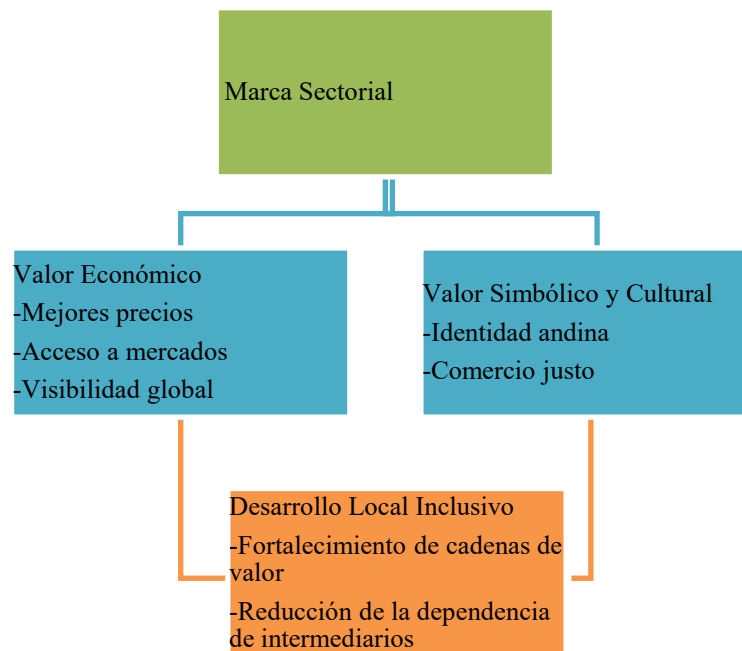 Marca Sectorial
Valor Económico
-Mejores precios
-Acceso a mercados
-Visibilidad global
Valor Simbólico y Cultural
-Identidad andina
-Comercio justo
Desarrollo Local Inclusivo
-Fortalecimiento de cadenas de
valor
-Reducción de la dependencia
de intermediarios